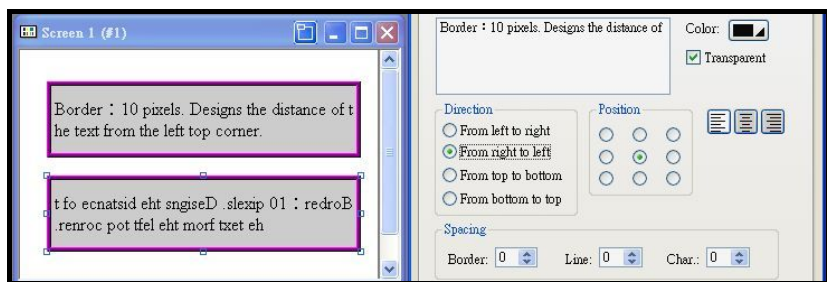 Screen 1 (#1)
Border：10 pixels. Designs the distance of t
he text from the left top corner.
t fo ecnatsid eht sngiseD .slexip 01：redroB
.renroc pot tfel eht morf txet eh
Border：10 pixels. Designs the distance of
Color:
Transparent
Direction
From left to right
From right to left
From top to bottom
From bottom to top
Position
Spacing
Border: 0
Line: 0
Char.: 0